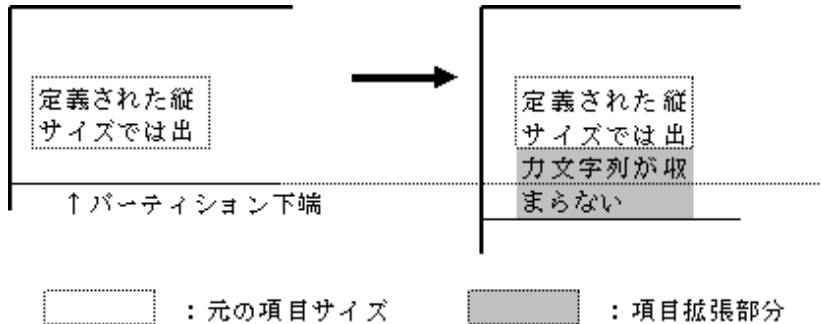 定義された縦
サイズでは出
↑パーティション下端
定義された縦
サイズでは出
力文字列が収
まらない
：元の項目サイズ
：項目拡張部分